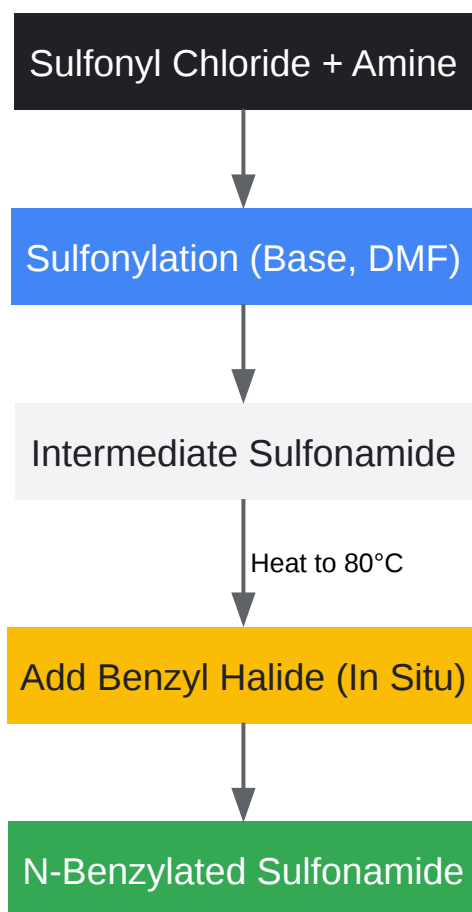 Sulfonyl Chloride + Amine
Sulfonylation (Base, DMF)
Intermediate Sulfonamide
Heat to 80°C
Add Benzyl Halide (In Situ)
N-Benzylated Sulfonamide